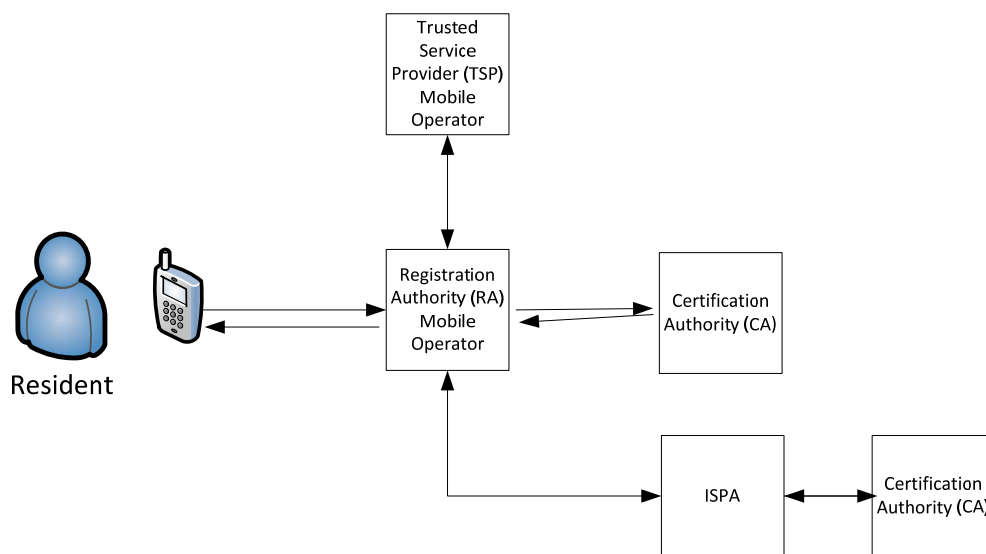 Trusted
Service
Provider (TSP)
Mobile
Operator
Registration
Authority (RA)
Mobile
Operator
Certification
Authority (CA)
Resident
ISPA
Certification
Authority (CA)